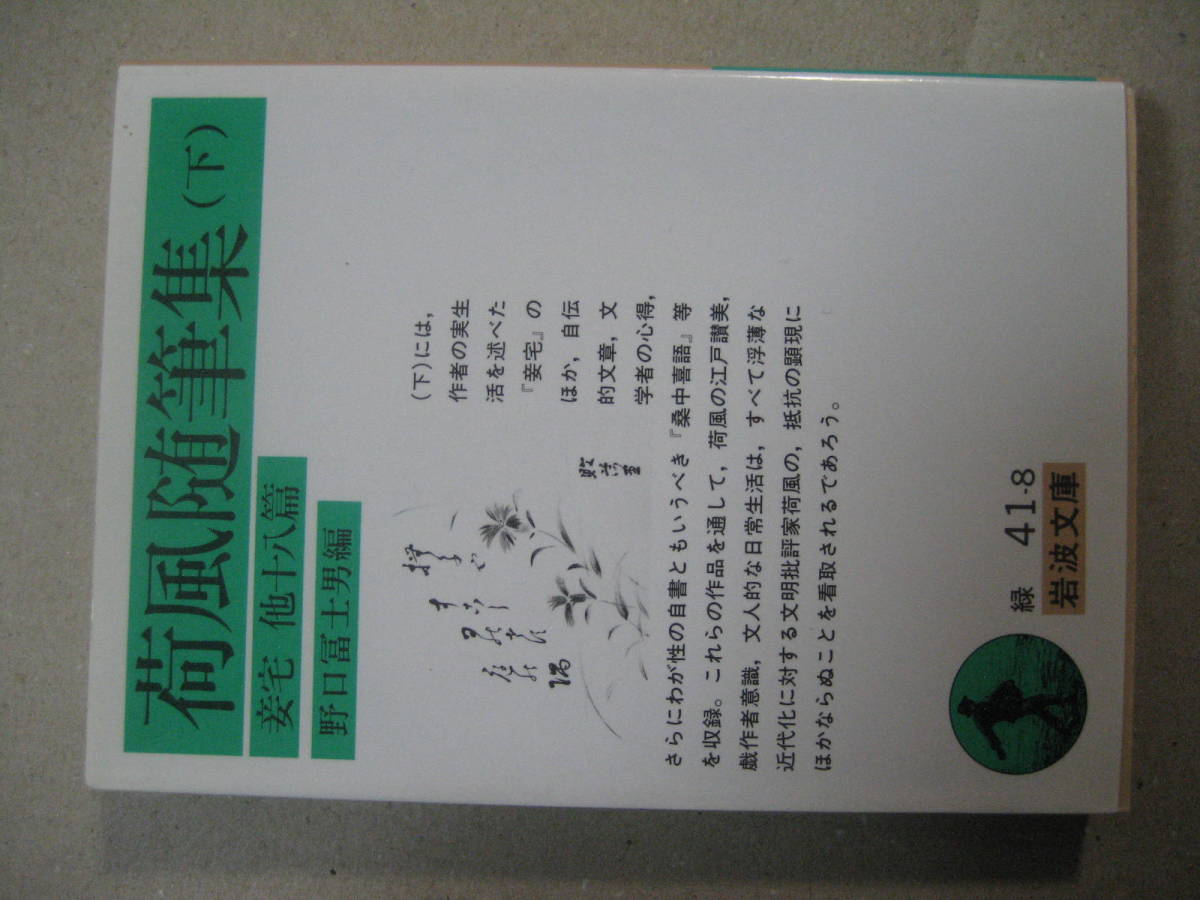 荷風随筆集(下)
妾宅 他十八篇
野口冨士男編
(下)には,
作者の実生
活を述べた
『妾宅』の
ほか, 自伝
的文章, 文
学者の心得,
さらにわが性の自書ともいうべき『桑中喜語』等
を収録。これらの作品を通して, 荷風の江戸讃美,
戯作者意識, 文人的な日常生活は, すべて浮薄な
近代化に対する文明批評家荷風の, 抵抗の顕現に
ほかならぬことを看取されるであろう。
緑 41-8
岩波文庫